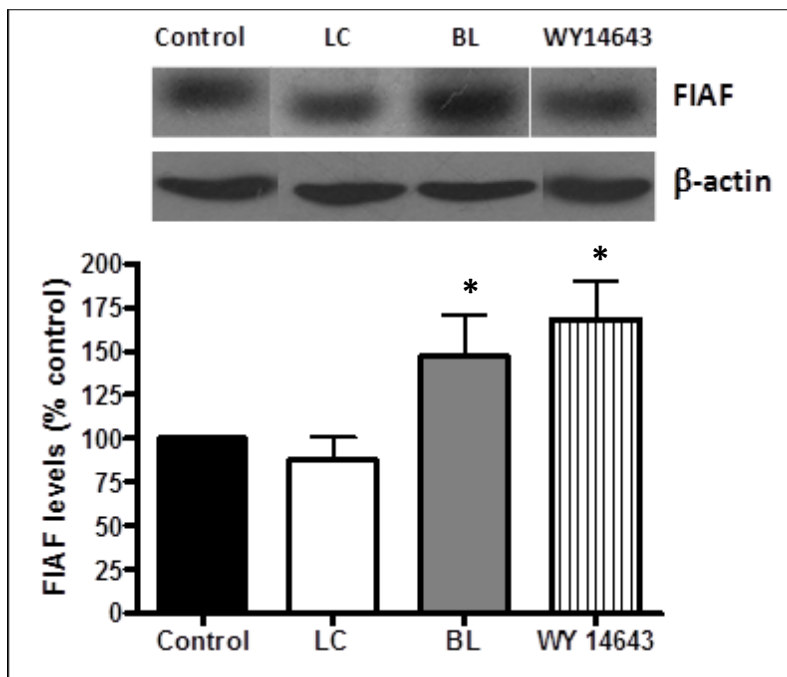 Control LC BL WY14643
FIAF
β-actin
FIAF levels (% control)
200
*
*
175
150
125
100
75
50
25
0
Control LC BL WY 14643